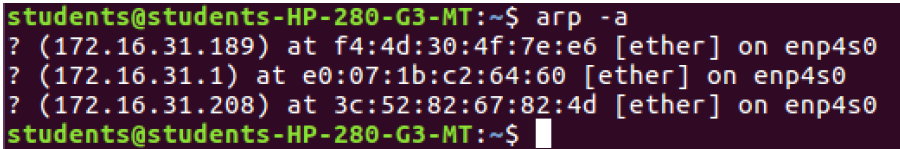 students@students-HP-280-G3-MT:~$ arp -a
? (172.16.31.189) at f4:4d:30:4f:7e:e6 [ether] on enp4s0
? (172.16.31.1) at e0:07:1b:c2:64:60 [ether] on enp4s0
? (172.16.31.208) at 3c:52:82:67:82:4d [ether] on enp4s0
students@students-HP-280-G3-MT:~$